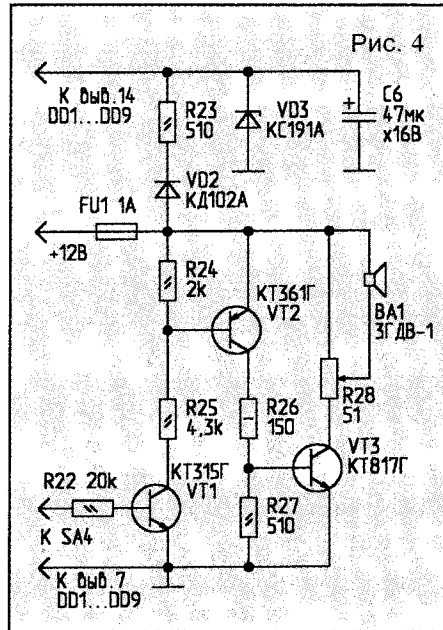 Рис. 4
К выв.14
DD1...DD9
R23
510
VD3
КС191А
+
C6
47мк
х16В
VD2
КД102А
FU1 1А
+12В
R24
2k
КТ361Г
VT2
BA1
3ГДВ-1
R28
51
R25
4,3k
R26
150
VT3
КТ817Г
R22 20k
КТ315Г
VT1
R27
510
К SA4
К выв.7
DD1...DD9